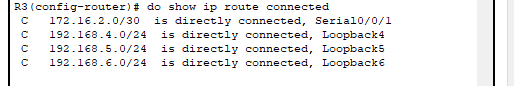 R3(config-router)# do show ip route connected
C   172.16.2.0/30  is directly connected, Serial0/0/1
C   192.168.4.0/24  is directly connected, Loopback4
C   192.168.5.0/24  is directly connected, Loopback5
C   192.168.6.0/24  is directly connected, Loopback6